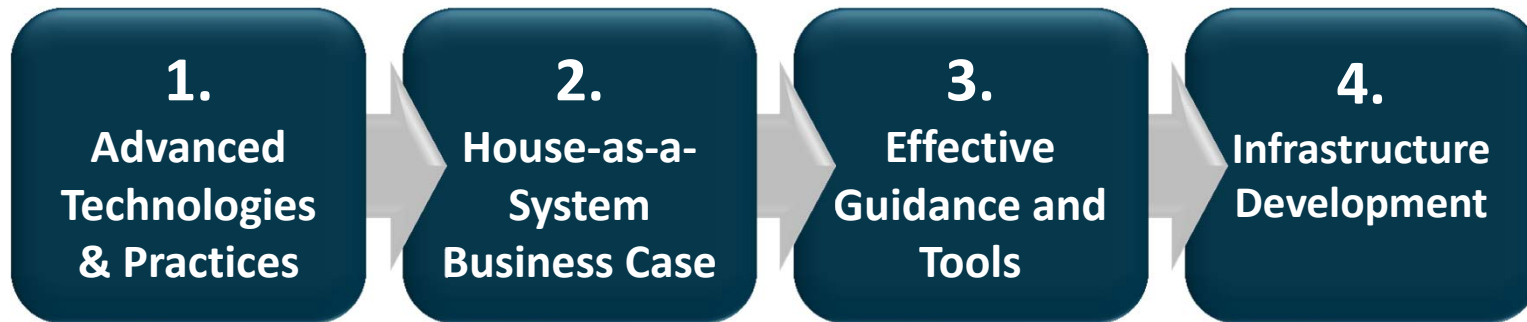 1.
Advanced
Technologies
& Practices
2.
House-as-a-
System
Business Case
3.
Effective
Guidance and
Tools
4.
Infrastructure
Development